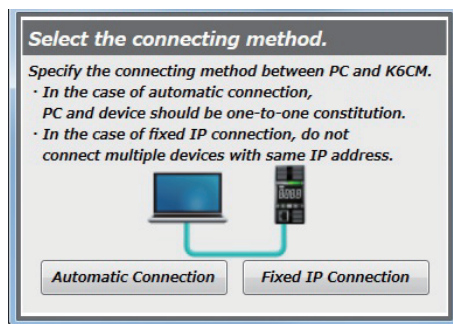 Select the connecting method.
Specify the connecting method between PC and K6CM.
· In the case of automatic connection,
PC and device should be one-to-one constitution.
· In the case of fixed IP connection, do not
connect multiple devices with same IP address.
Automatic Connection
Fixed IP Connection